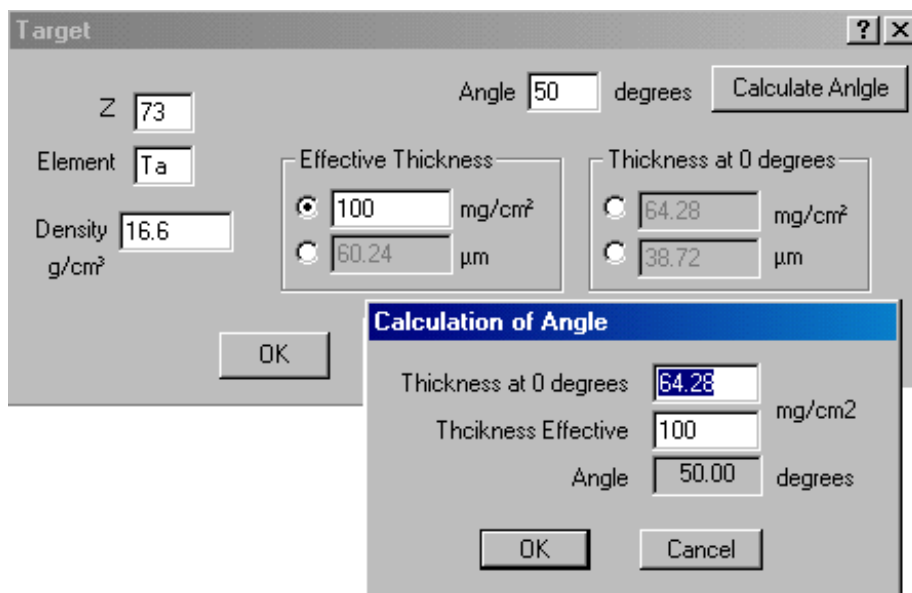 Target
Angle 50 degrees Calculate Anlgle
Z 73
Element Ta
Density 16.6
g/cm³
Effective Thickness
100 mg/cm²
60.24 µm
Thickness at 0 degrees
64.28 mg/cm²
38.72 µm
OK
Calculation of Angle
Thickness at 0 degrees 64.28
mg/cm2
Thcikness Effective 100
Angle 50.00 degrees
OK Cancel